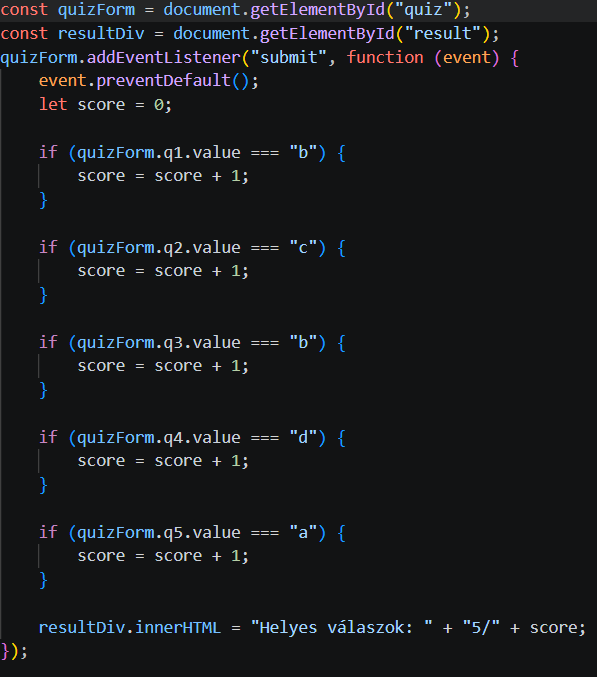 const quizForm = document.getElementById("quiz");
const resultDiv = document.getElementById("result");
quizForm.addEventListener("submit", function (event) {
    event.preventDefault();
    let score = 0;

    if (quizForm.q1.value === "b") {
        score = score + 1;
    }

    if (quizForm.q2.value === "c") {
        score = score + 1;
    }

    if (quizForm.q3.value === "b") {
        score = score + 1;
    }

    if (quizForm.q4.value === "d") {
        score = score + 1;
    }

    if (quizForm.q5.value === "a") {
        score = score + 1;
    }

    resultDiv.innerHTML = "Helyes válaszok: " + "5/" + score;
});